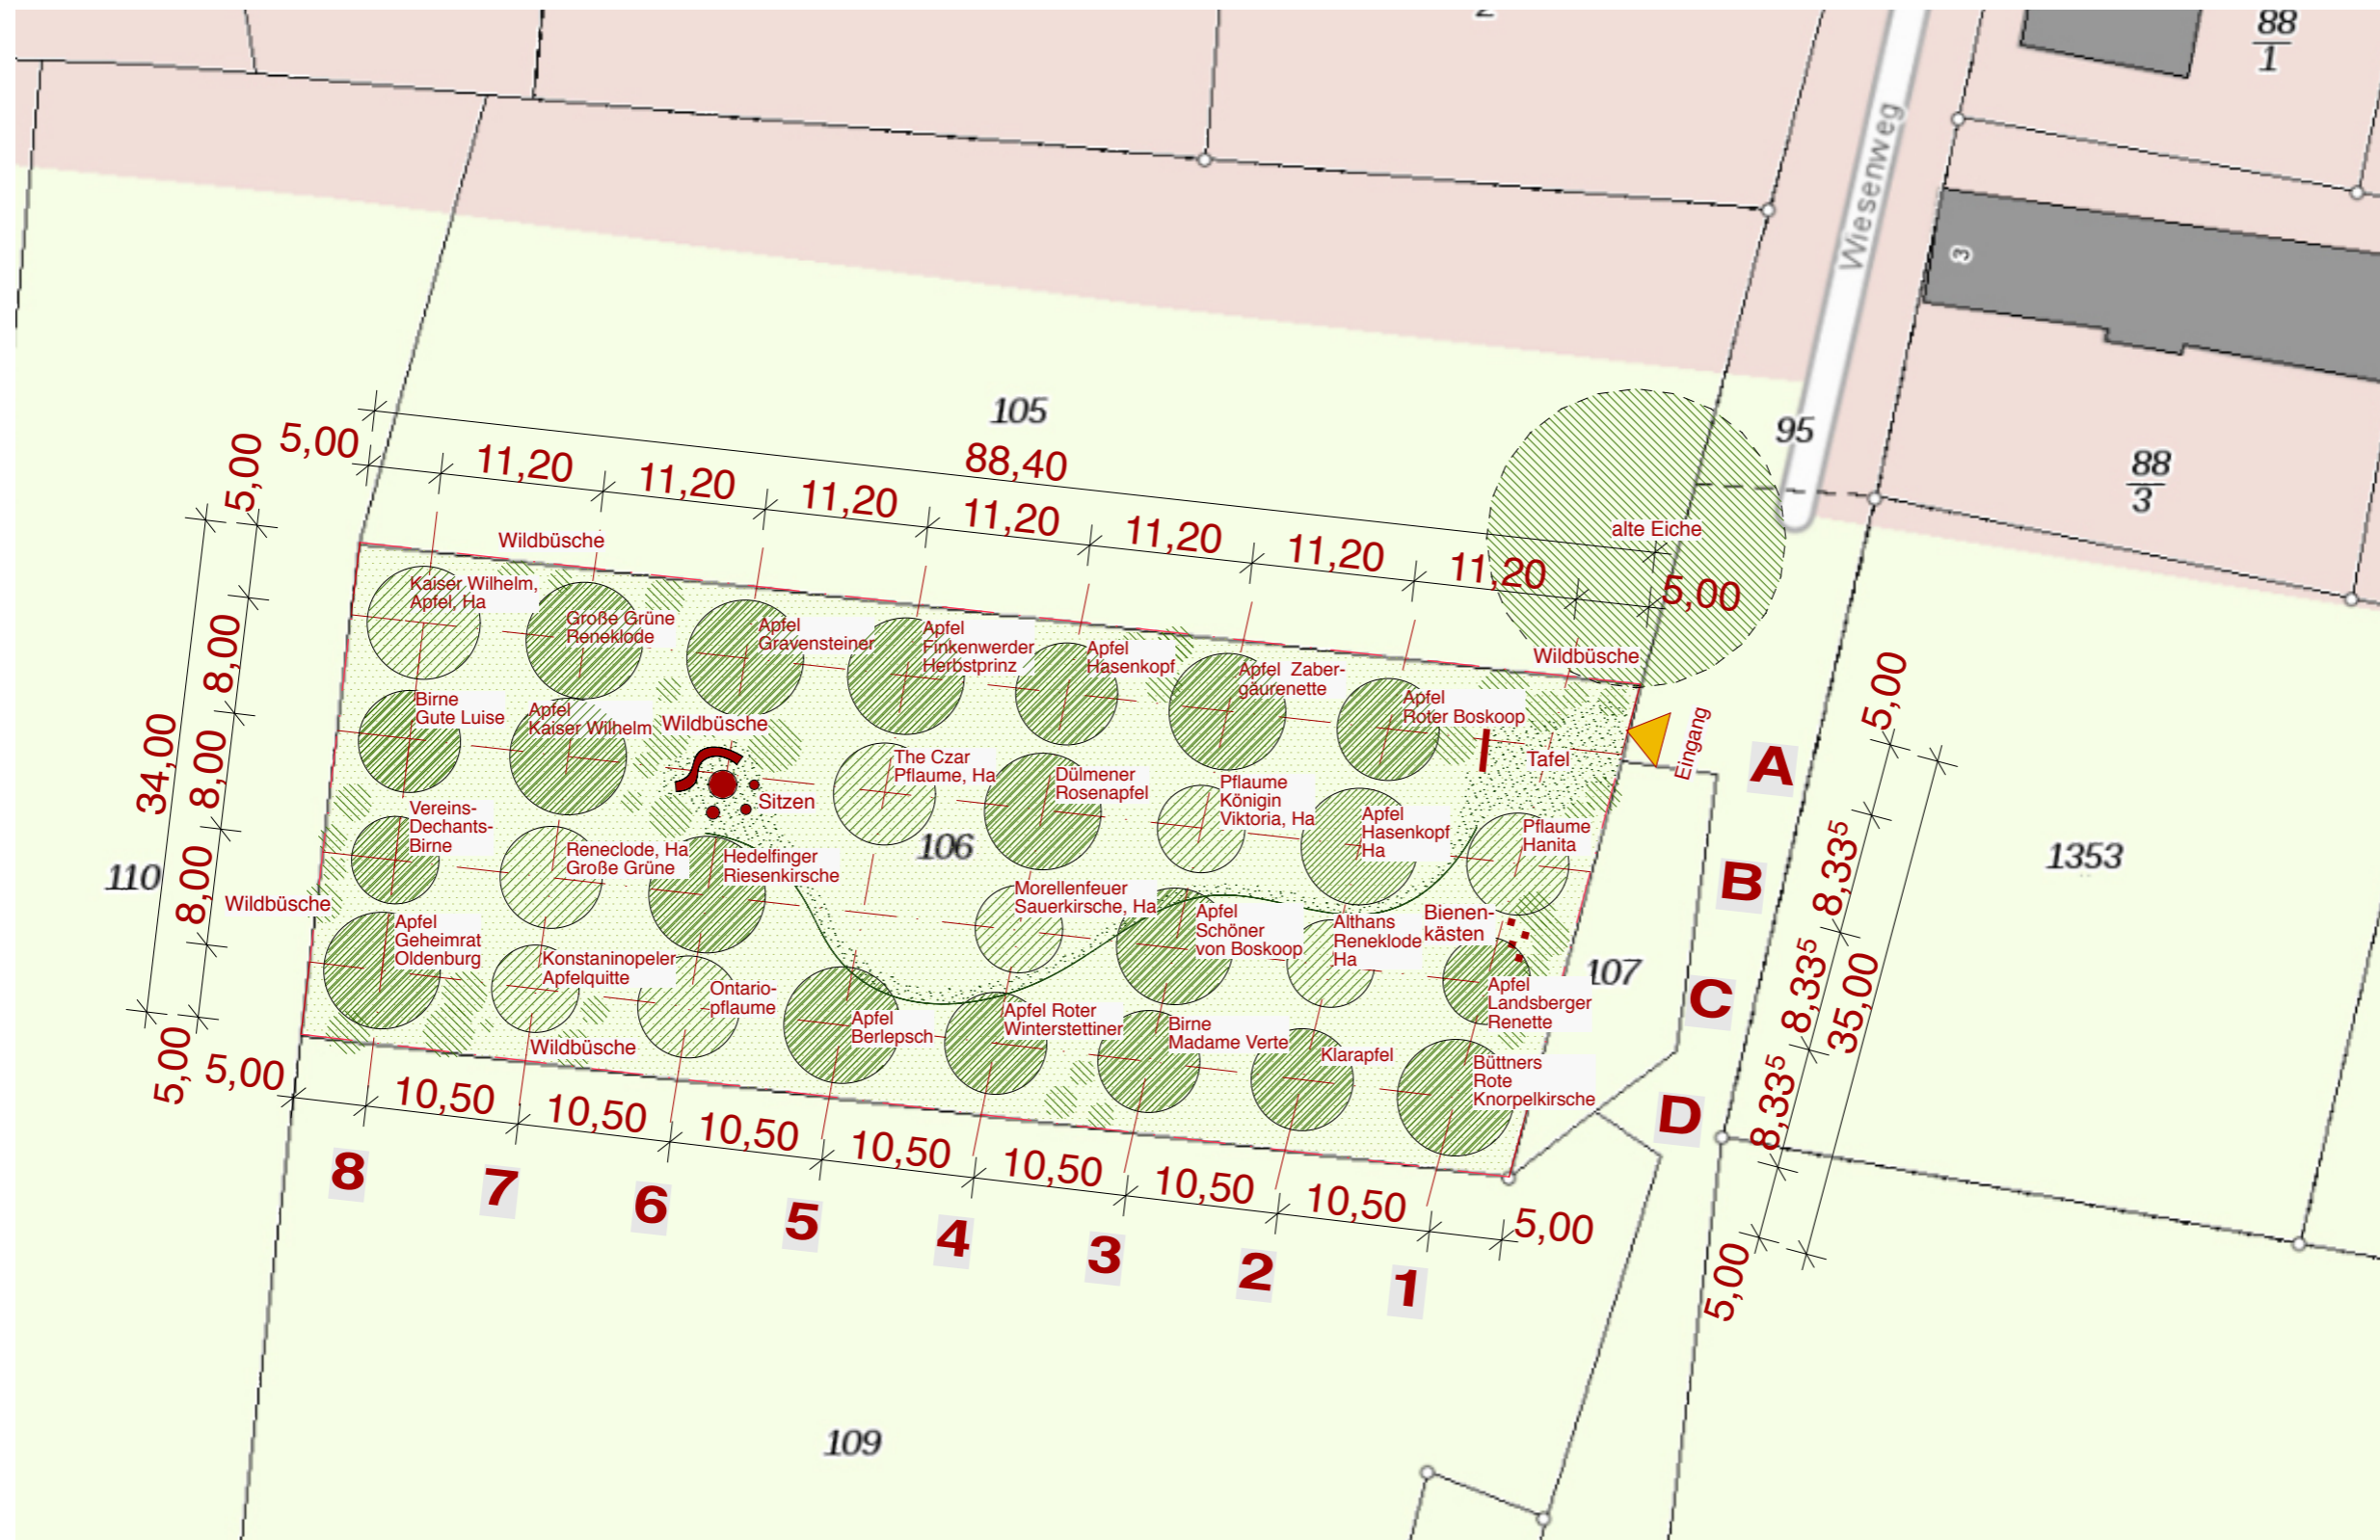 88
1
Wiesenweg
3
105
95
88
3
5,00
11,20
11,20
11,20
11,20
11,20
11,20
11,20
5,00
88,40
alte Eiche
Wildbüsche
Wildbüsche
Kaiser Wilhelm,
Apfel, Ha
Große Grüne
Reneklode
Apfel
Gravensteiner
Apfel
Finkenwerder
Herbstprinz
Apfel
Hasenkopf
Apfel Zaber-
gäurenette
Apfel
Roter Boskoop
Tafel
Eingang
Birne
Gute Luise
Apfel
Kaiser Wilhelm
Wildbüsche
Sitzen
The Czar
Pflaume, Ha
Dülmener
Rosenapfel
Pflaume
Königin
Viktoria, Ha
Apfel
Hasenkopf
Ha
Pflaume
Hanita
Vereins-
Dechants-
Birne
Reneclode, Ha
Große Grüne
Hedelfinger
Riesenkirsche
106
Morellenfeuer
Sauerkirsche, Ha
Apfel
Schöner
von Boskoop
Althans
Reneklode
Ha
Bienen-
kästen
Apfel
Landsberger
Renette
Wildbüsche
Apfel
Geheimrat
Oldenburg
Konstaninopeler
Apfelquitte
Ontario-
pflaume
Apfel
Berlepsch
Apfel Roter
Winterstettiner
Birne
Madame Verte
Klarapfel
Büttners
Rote
Knorpelkirsche
Wildbüsche
5,00
8,00
8,00
8,00
5,00
34,00
110
107
1353
A
B
C
D
5,00
8,335
8,335
8,335
5,00
35,00
5,00
10,50
10,50
10,50
10,50
10,50
10,50
10,50
5,00
8
7
6
5
4
3
2
1
109